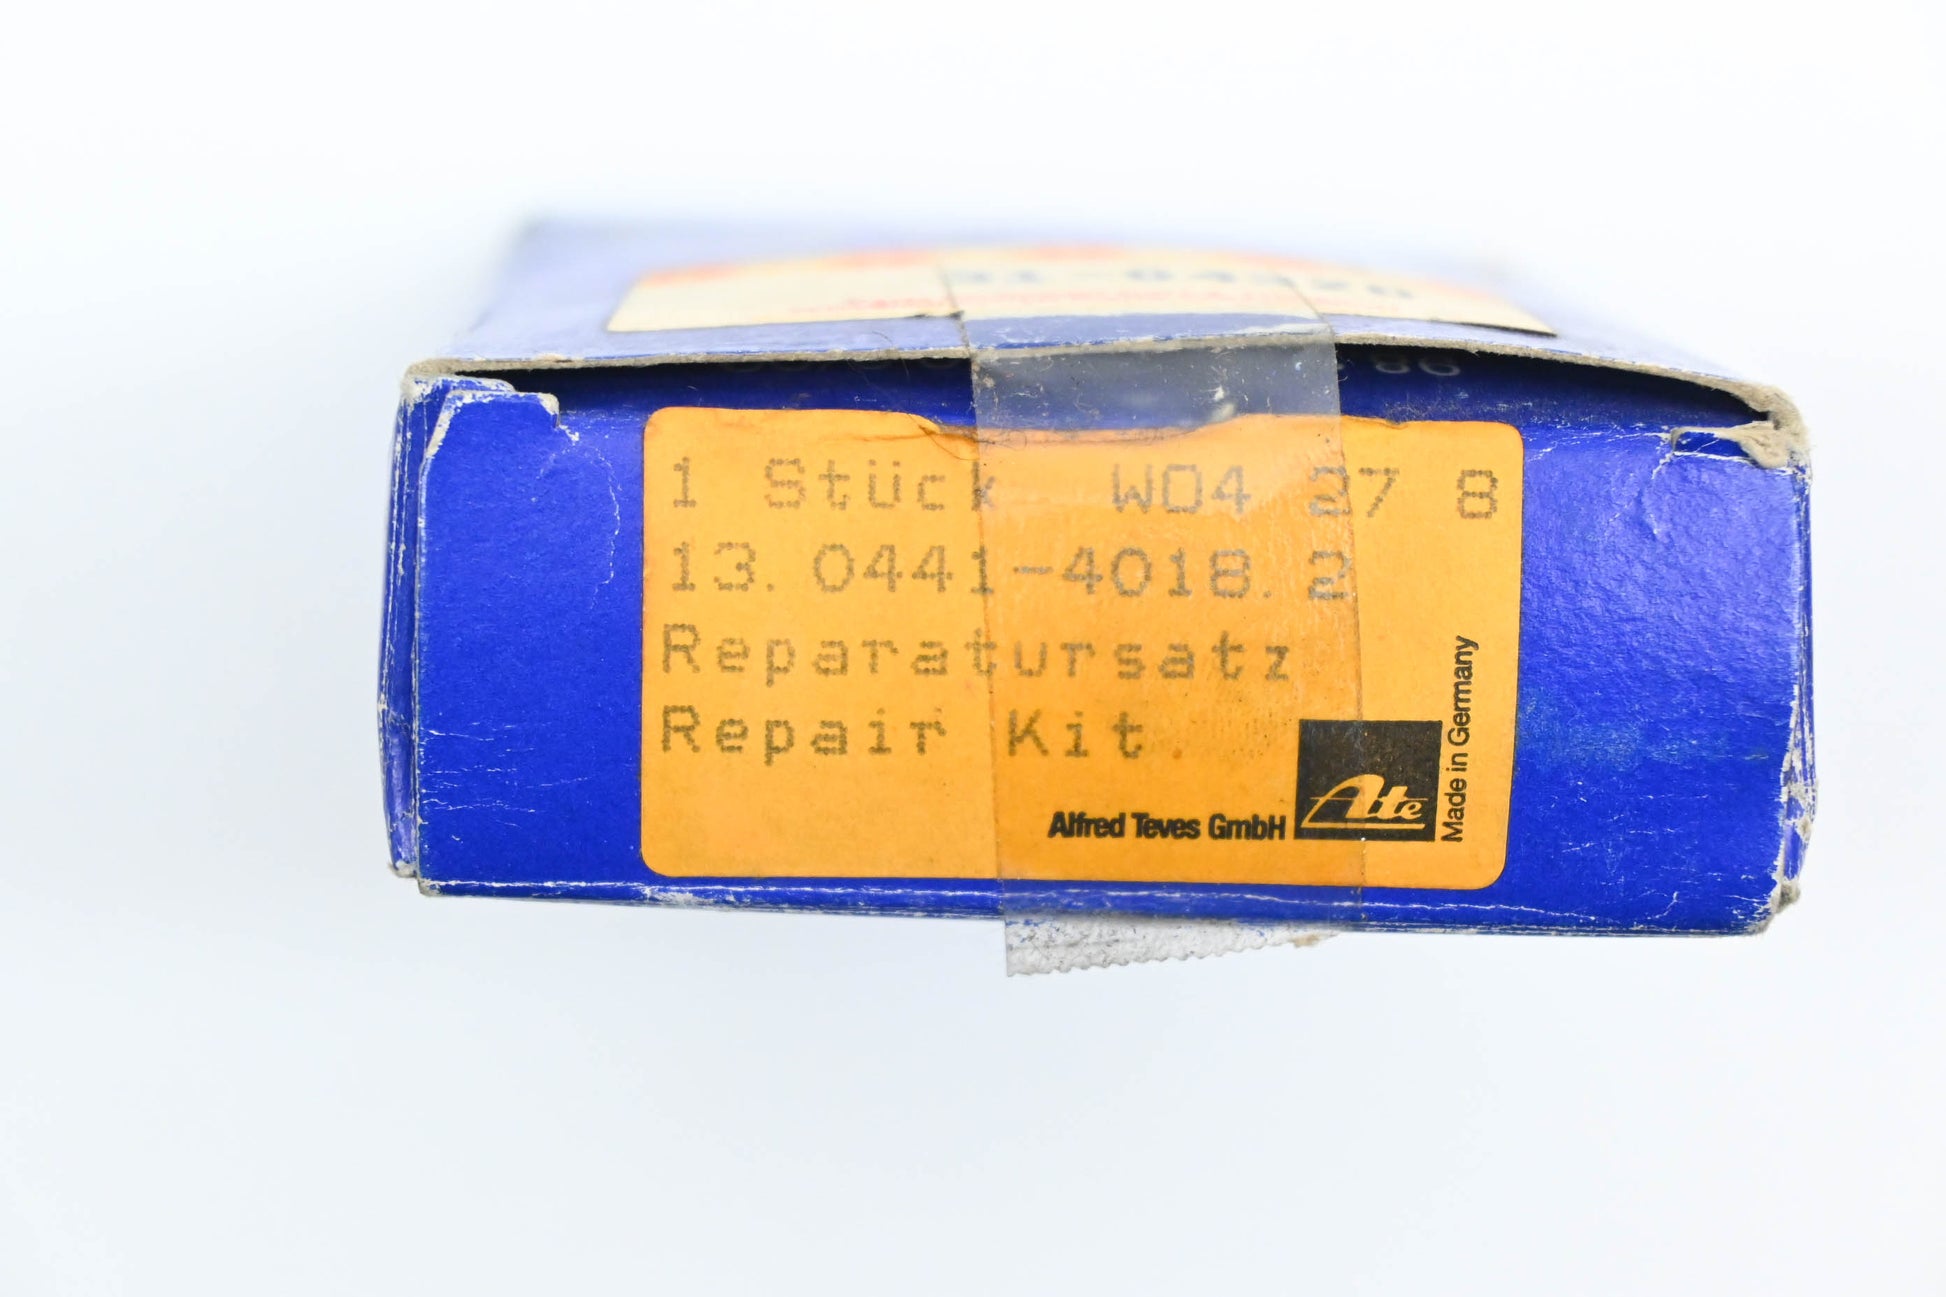 1 Stück W04 27 8
13.0441-4018.2
Reparatursatz
Repair Kit
Alfred Teves GmbH
Ate
Made in Germany
86